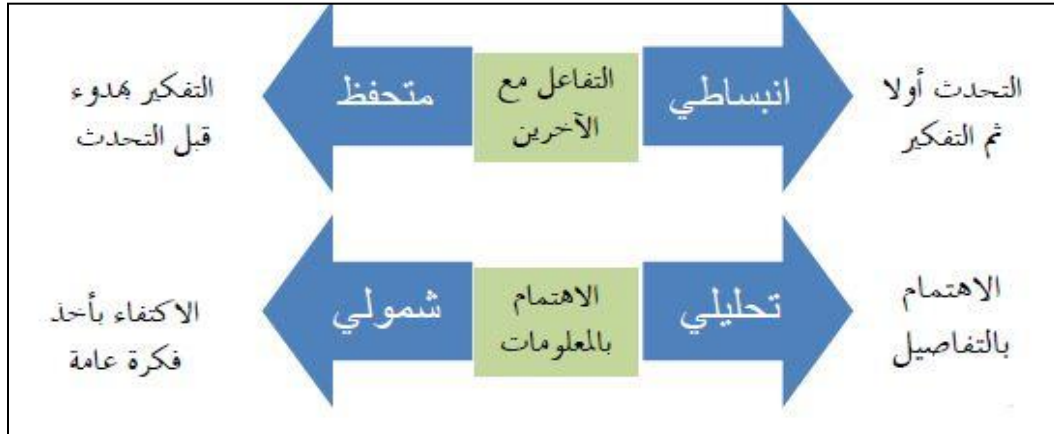 التحدث أولا
ثم التفكير
انبساطي
التفاعل مع
الآخرين
متحفظ
التفكير بهدوء
قبل التحدث
الاهتمام
بالتفاصيل
تحليلي
الاهتمام
بالمعلومات
شمولي
الاكتفاء بأخذ
فكرة عامة